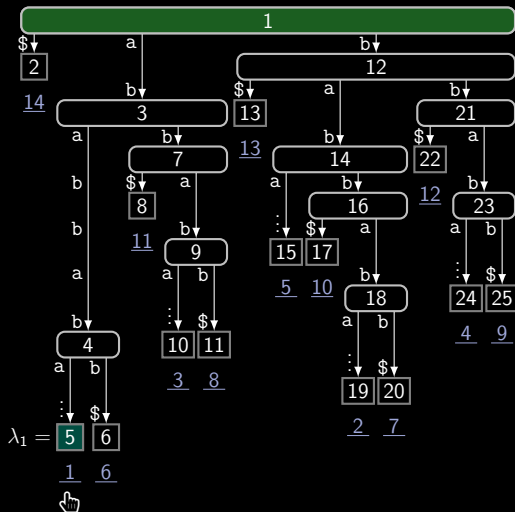 1
$ a b
2 12
14 b $ a b
3 13 21
a b 13 b $ a
7 14 22
b $ a a b 12 b
8 16 23
b 11 b ⋮ $ a a b
9 15 17 ⋮ $
a a b 5 10 b 24 25
b ⋮ $ 18 4 9
4 10 11 a b
a b 3 8 ⋮ $
⋮ $ 19 20
λ₁ = 5 6 2 7
1 6